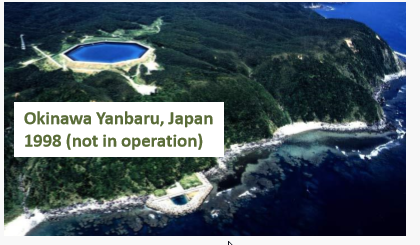 Okinawa Yanbaru, Japan
1998 (not in operation)